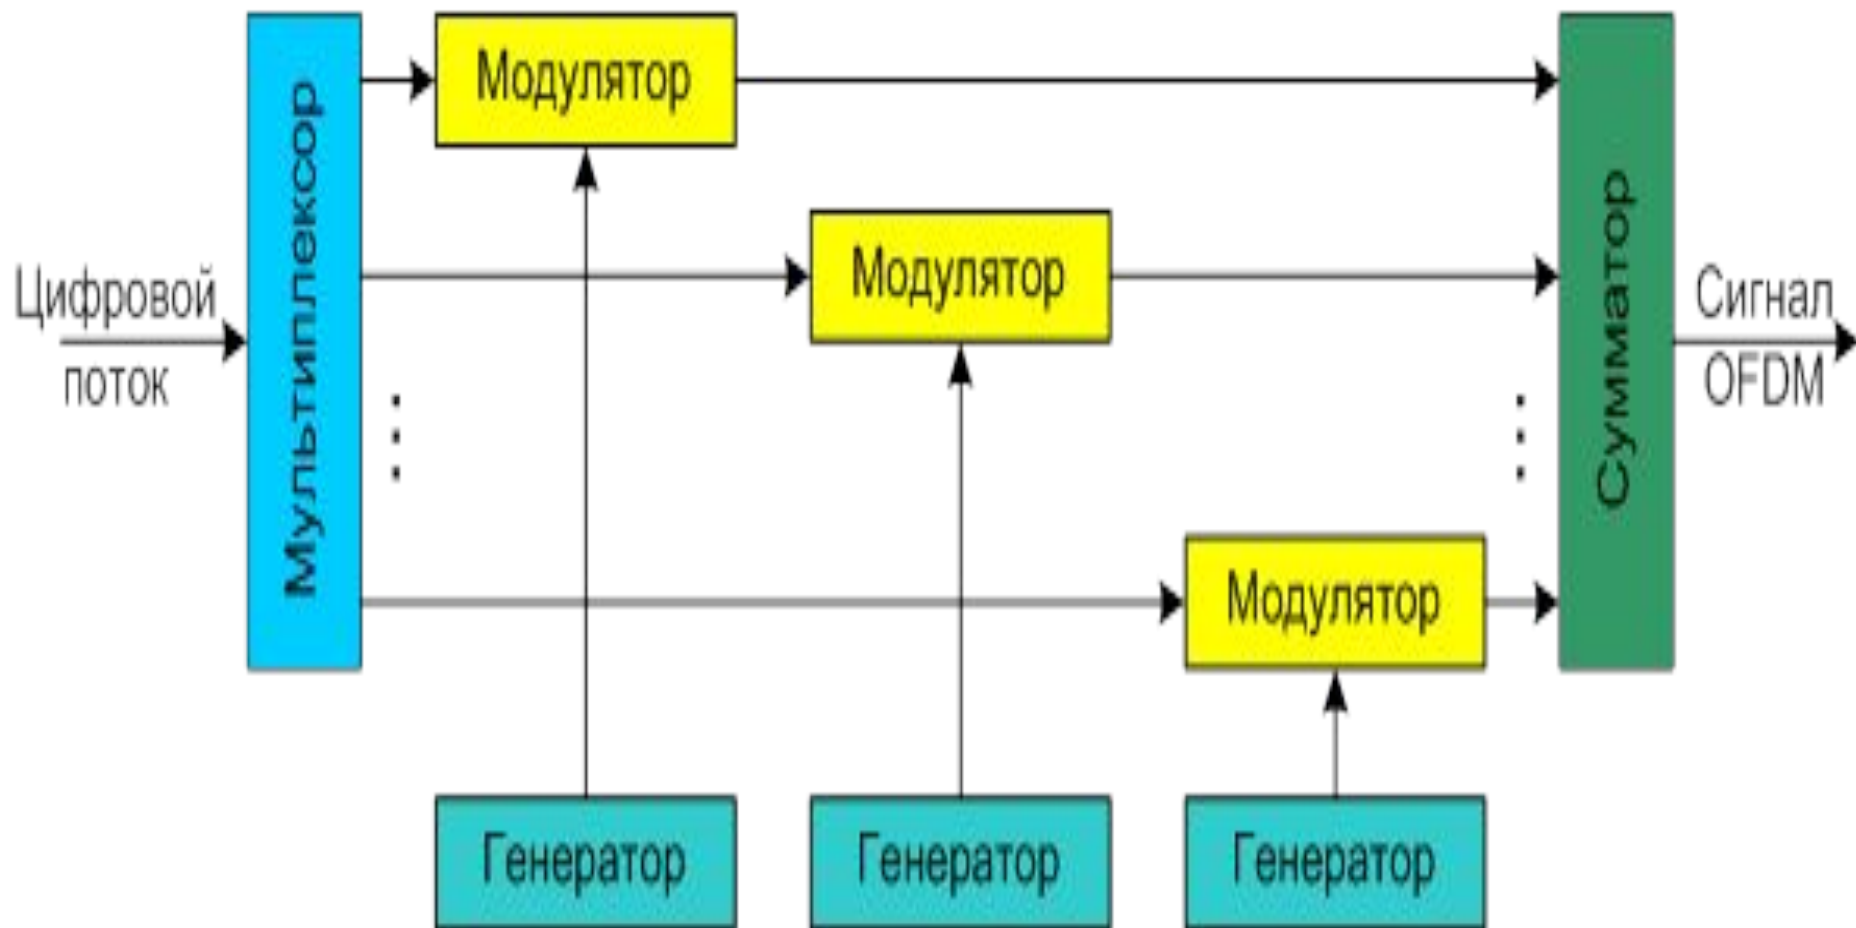 Модулятор
Мультиплексор
Модулятор
Цифровой
поток
Сумматор
Сигнал
OFDM
Модулятор
Генератор
Генератор
Генератор